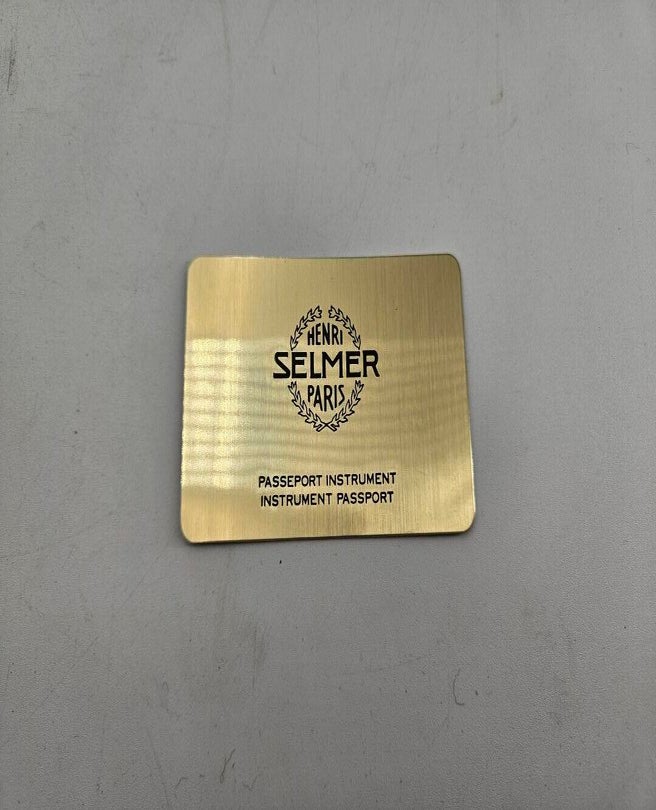 HENRI
SELMER
PARIS
PASSEPORT INSTRUMENT
INSTRUMENT PASSPORT